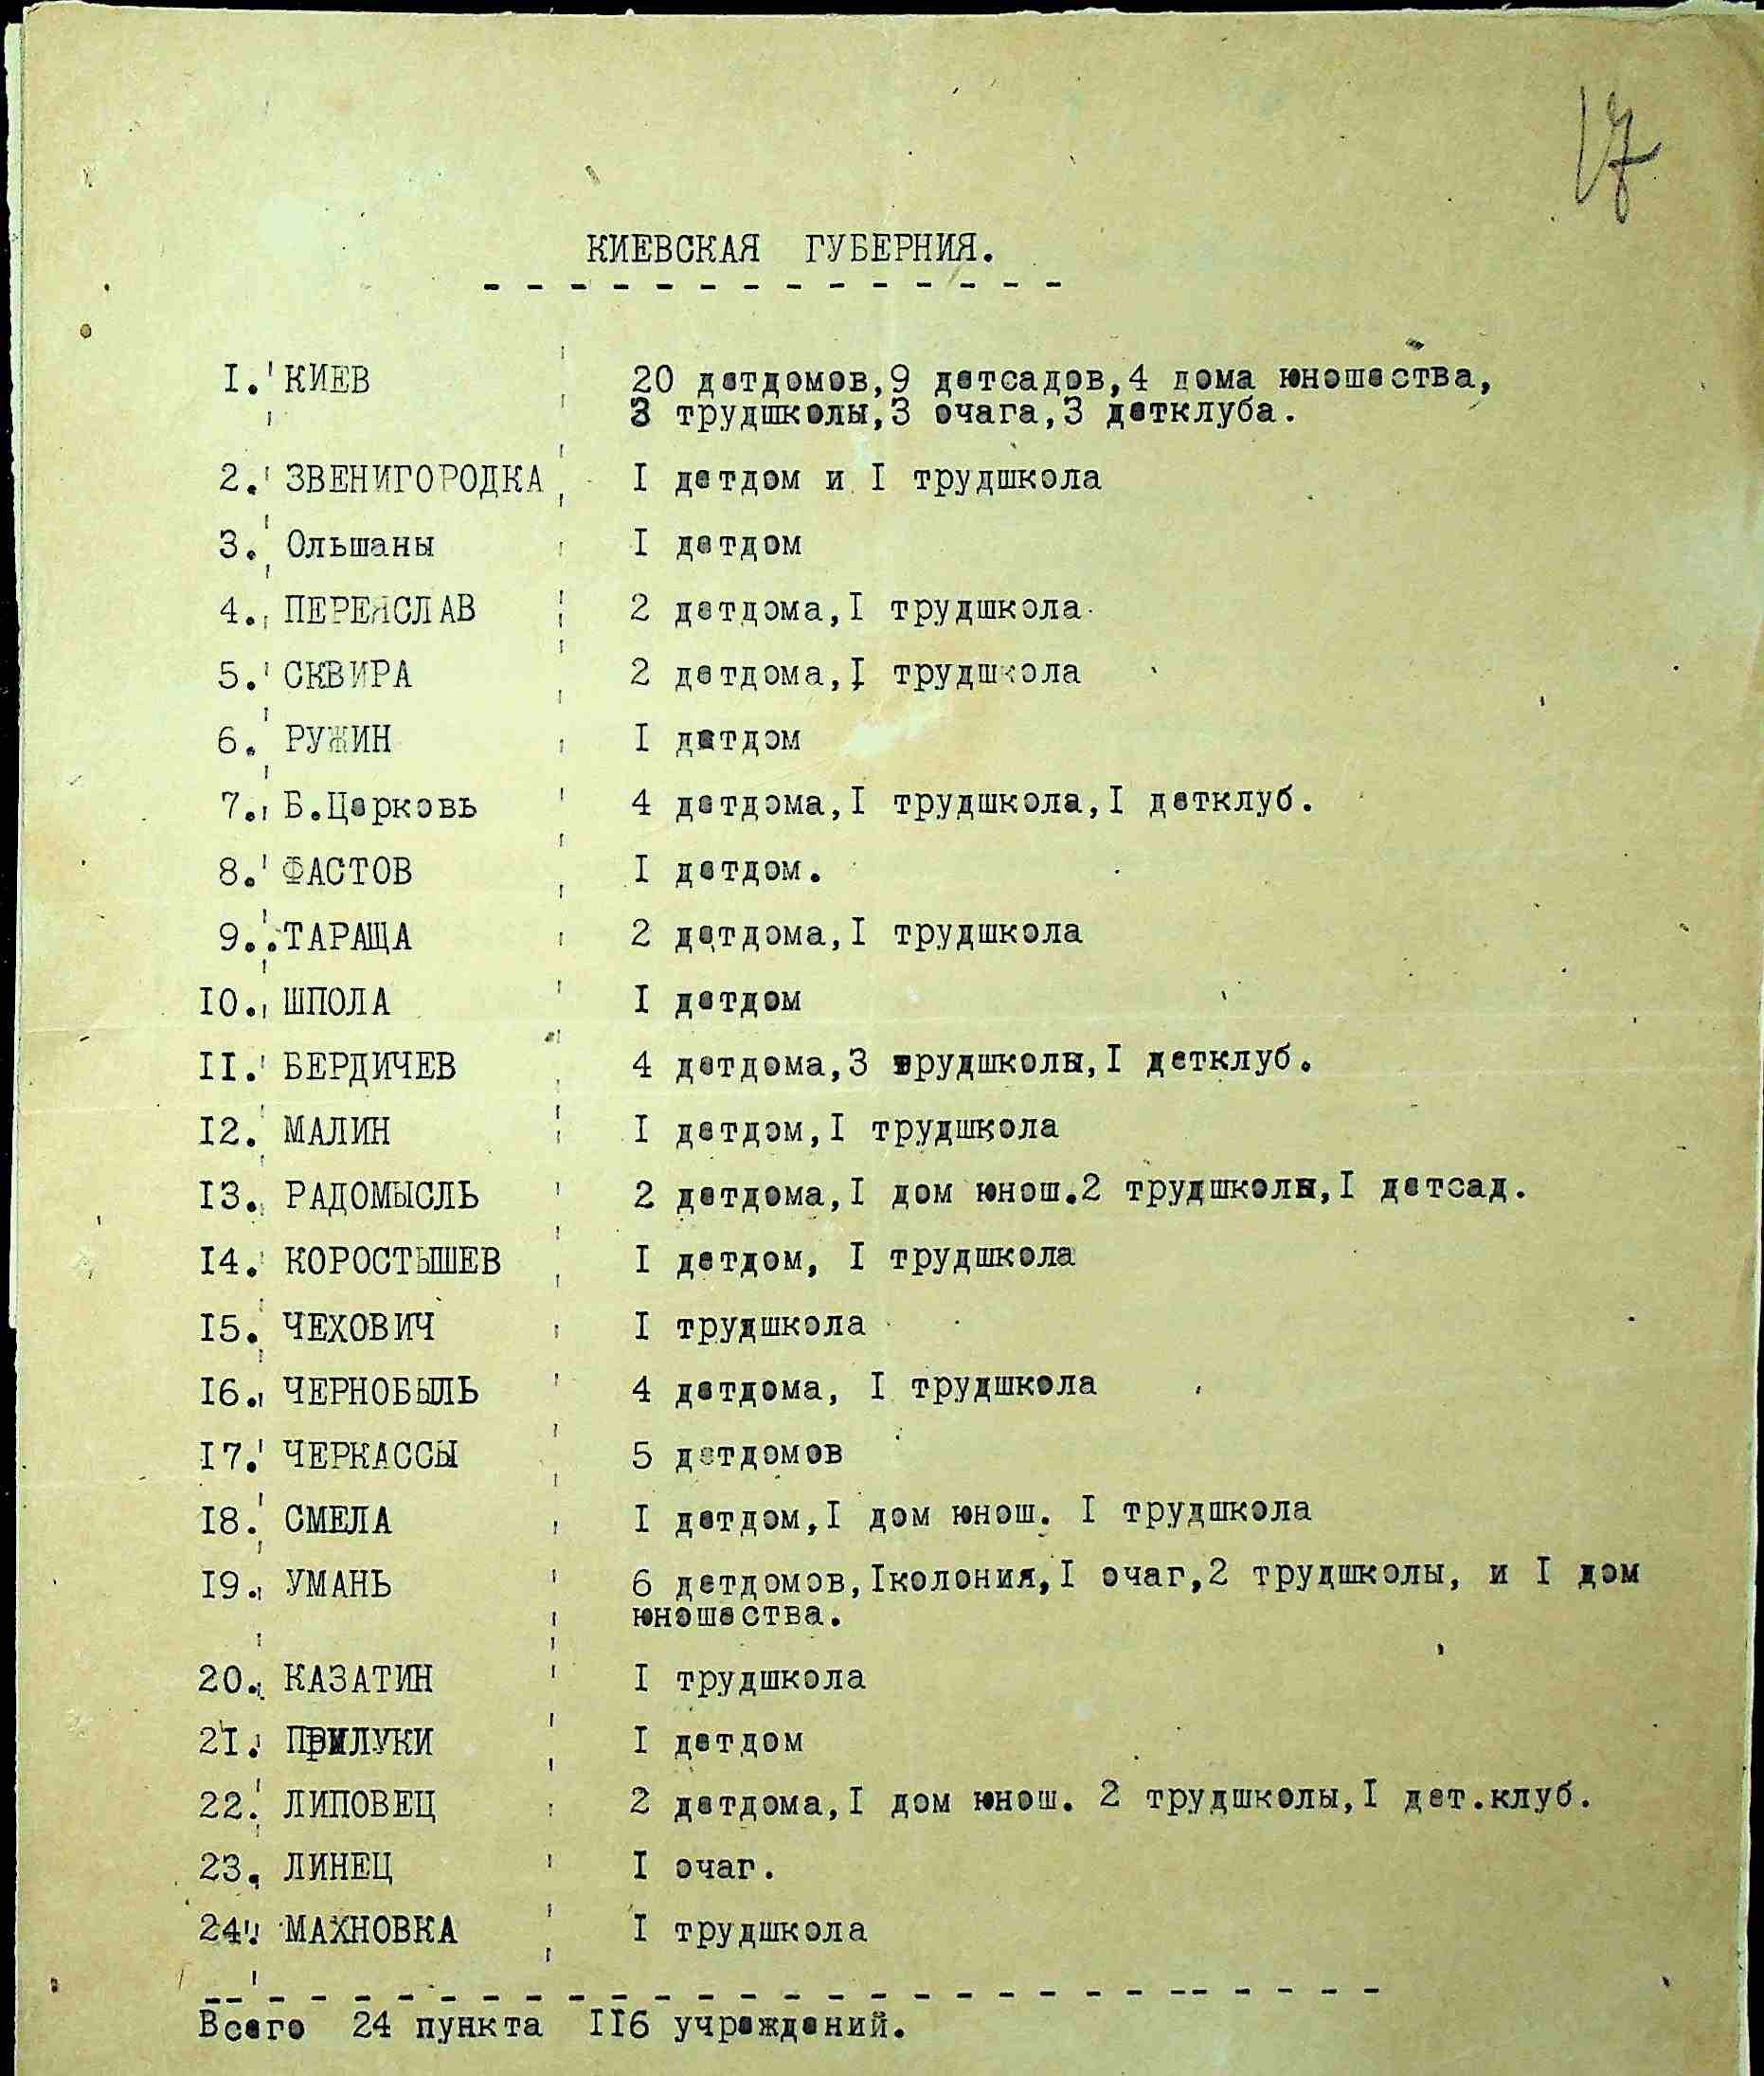 17
КИЕВСКАЯ ГУБЕРНИЯ.
I. КИЕВ 20 детдомов,9 детсадов,4 дома юношества,
3 трудшколы,3 очага,3 детклуба.
2. ЗВЕНИГОРОДКА I детдом и I трудшкола
3. Ольшаны I детдом
4. ПЕРЕЯСЛАВ 2 детдома,I трудшкола
5. СКВИРА 2 детдома,I трудшкола
6. РУЖИН I детдом
7. Б.Церковь 4 детдома,I трудшкола,I детклуб.
8. ФАСТОВ I детдом.
9. ТАРАЩА 2 детдома,I трудшкола
IO. ШПОЛА I детдом
II. БЕРДИЧЕВ 4 детдома,3 трудшколы,I детклуб.
I2. МАЛИН I детдом,I трудшкола
I3. РАДОМЫСЛЬ 2 детдома,I дом юнош.2 трудшколы,I детсад.
I4. КОРОСТЫШЕВ I детдом, I трудшкола
I5. ЧЕХОВИЧ I трудшкола
I6. ЧЕРНОБЫЛЬ 4 детдома, I трудшкола
I7. ЧЕРКАССЫ 5 детдомов
I8. СМЕЛА I детдом,I дом юнош. I трудшкола
I9. УМАНЬ 6 детдомов,Iколония,I очаг,2 трудшколы, и I дом
юношества.
20. КАЗАТИН I трудшкола
2I. ПРИЛУКИ I детдом
22. ЛИПОВЕЦ 2 детдома,I дом юнош. 2 трудшколы,I дет.клуб.
23. ЛИНЕЦ I очаг.
24. МАХНОВКА I трудшкола
Всего 24 пункта II6 учреждений.